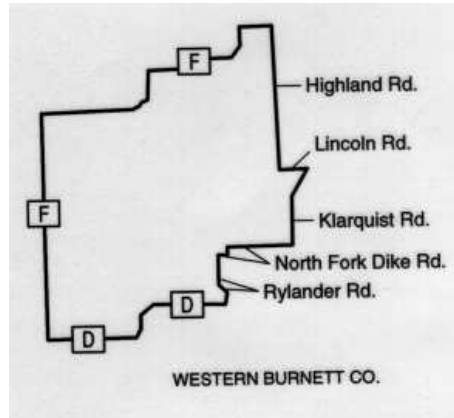 F
Highland Rd.
Lincoln Rd.
F
Klarquist Rd.
North Fork Dike Rd.
Rylander Rd.
D
D
WESTERN BURNETT CO.